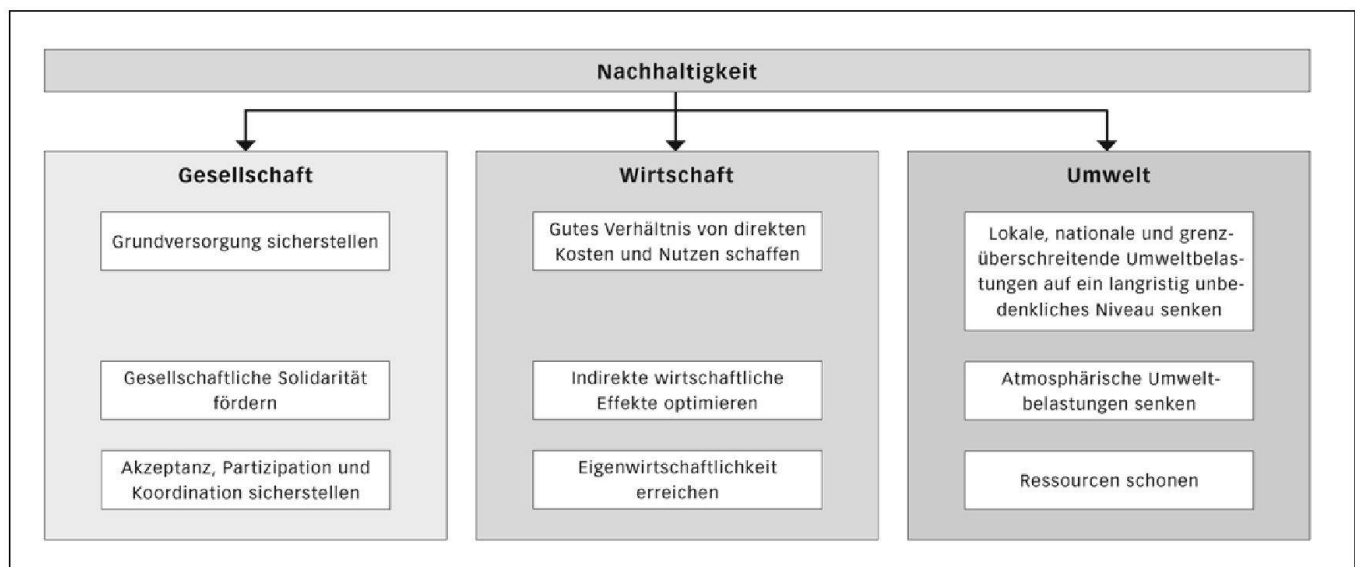 Nachhaltigkeit
Gesellschaft
Grundversorgung sicherstellen
Gesellschaftliche Solidarität
fördern
Akzeptanz, Partizipation und
Koordination sicherstellen
Wirtschaft
Gutes Verhältnis von direkten
Kosten und Nutzen schaffen
Indirekte wirtschaftliche
Effekte optimieren
Eigenwirtschaftlichkeit
erreichen
Umwelt
Lokale, nationale und grenz-
überschreitende Umweltbelas-
tungen auf ein langristig unbe-
denkliches Niveau senken
Atmosphärische Umwelt-
belastungen senken
Ressourcen schonen